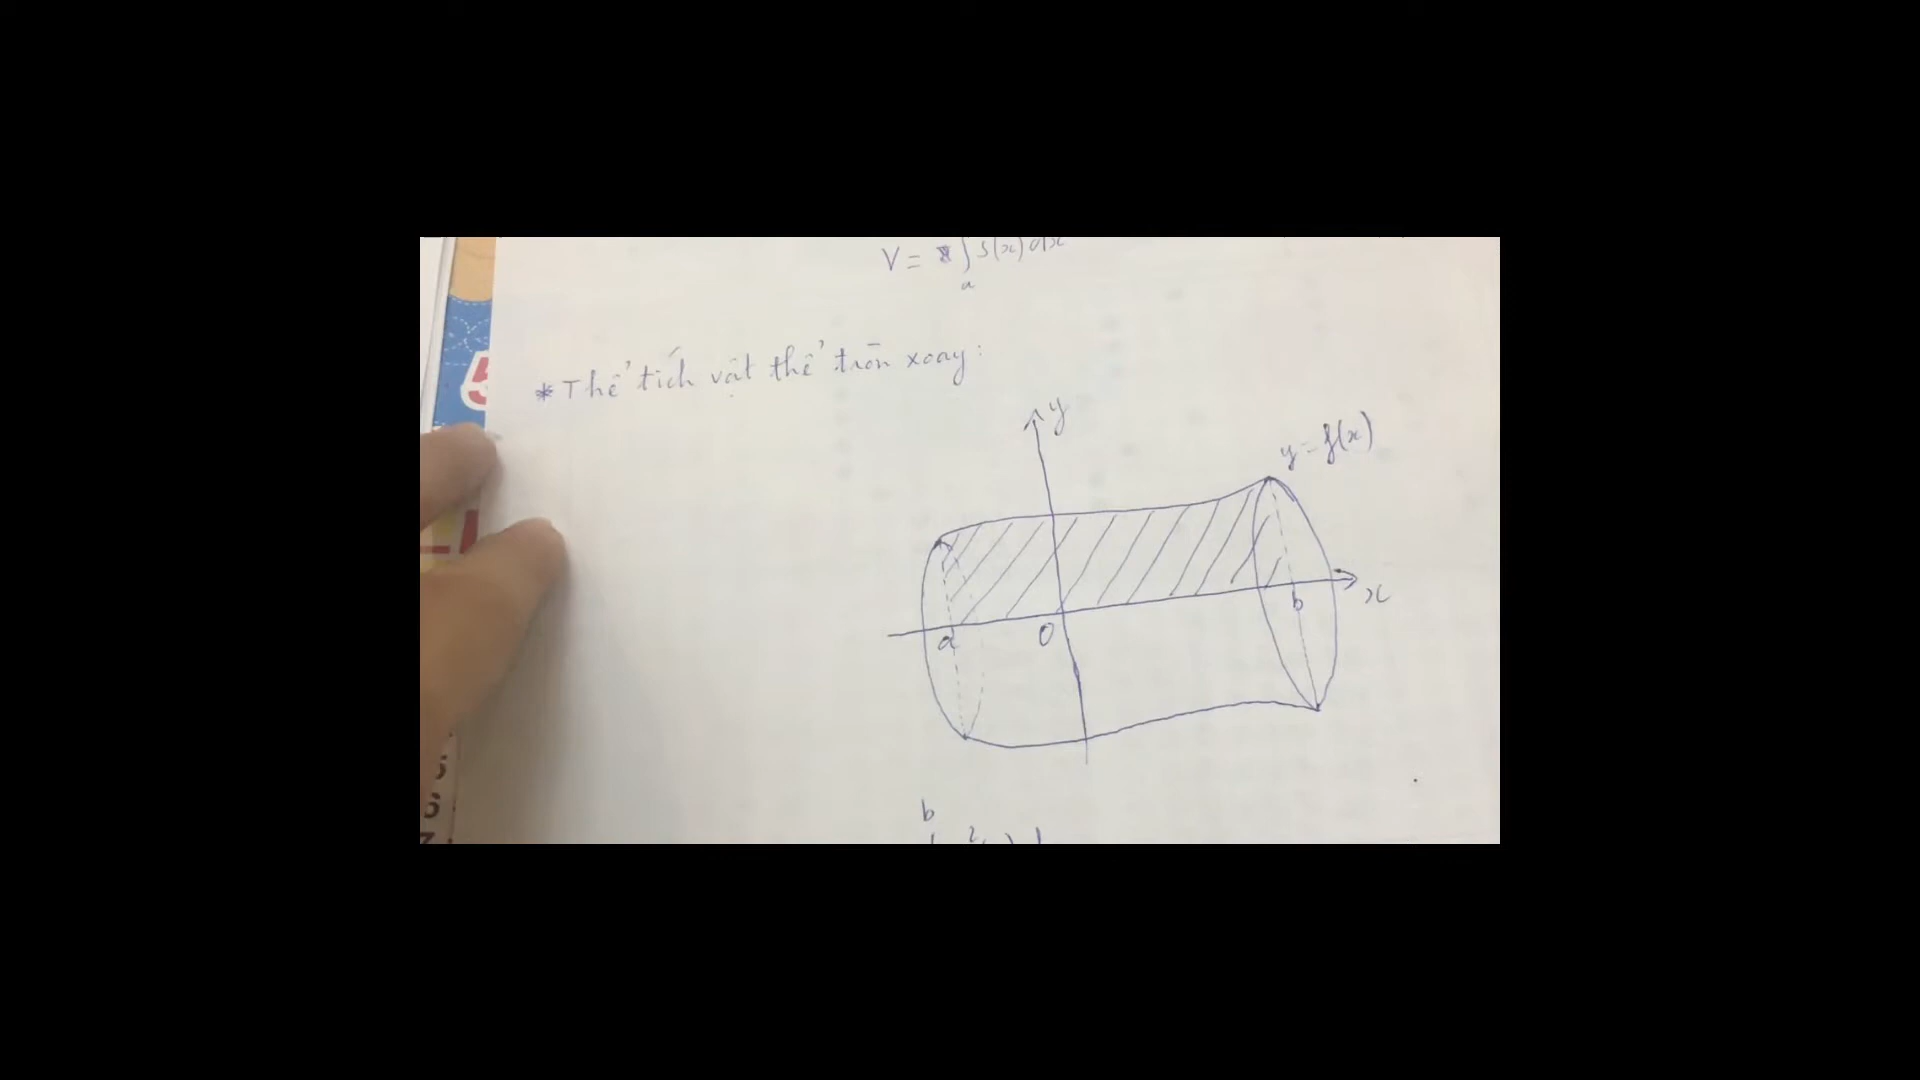 V = ∫ S(x) dx
a
* Thể tích vật thể tròn xoay:
y
y = f(x)
a
O
b
x
b